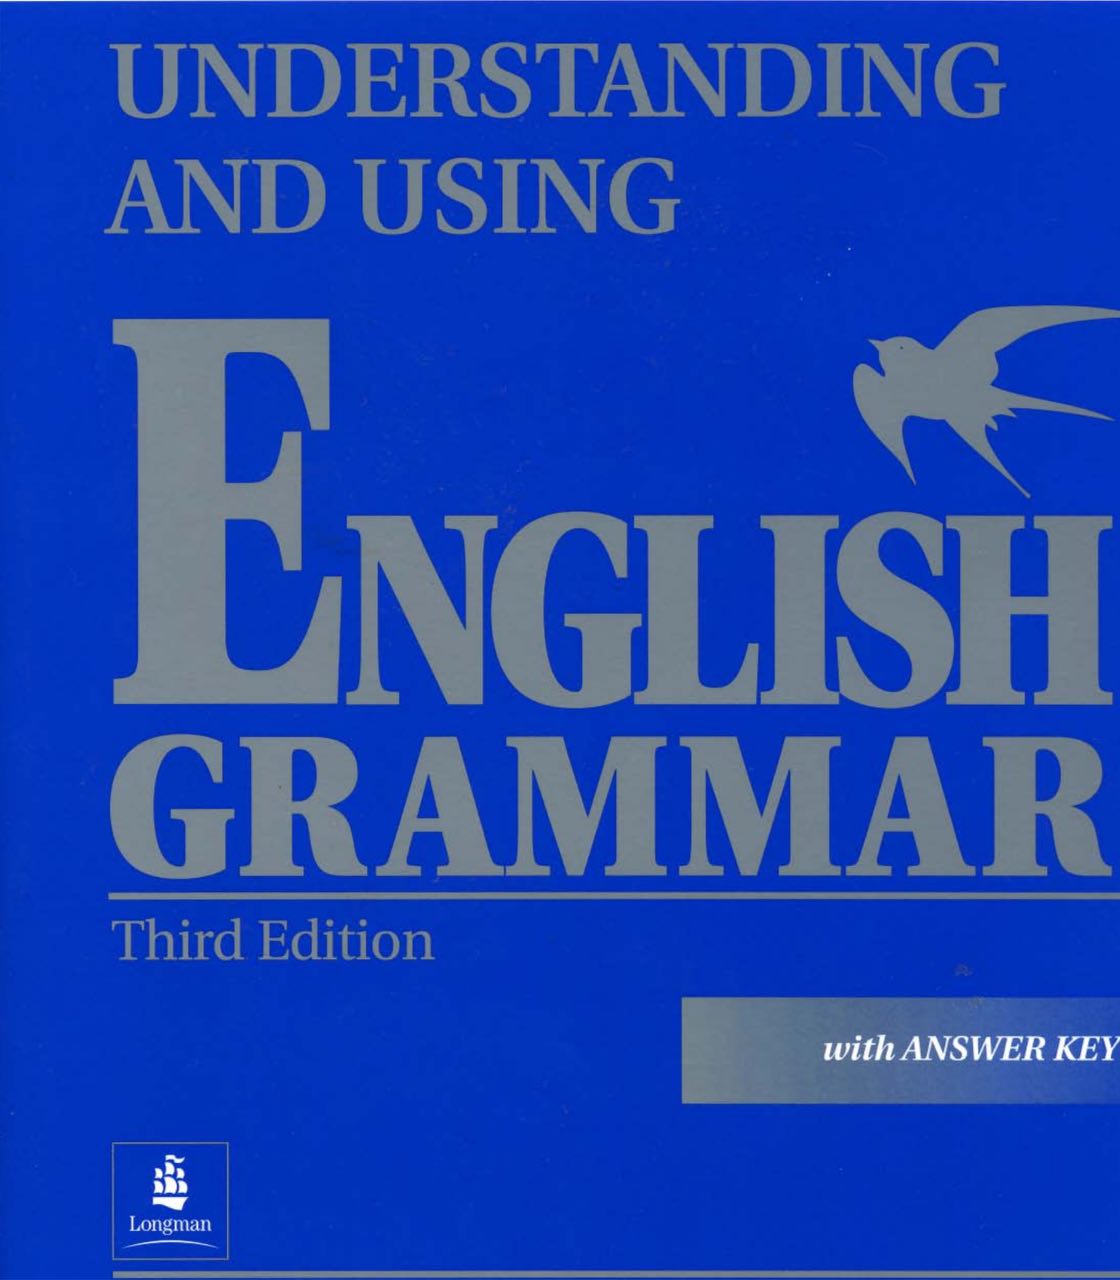 UNDERSTANDING
AND USING
ENGLISH
GRAMMAR
Third Edition
with ANSWER KEY
Longman